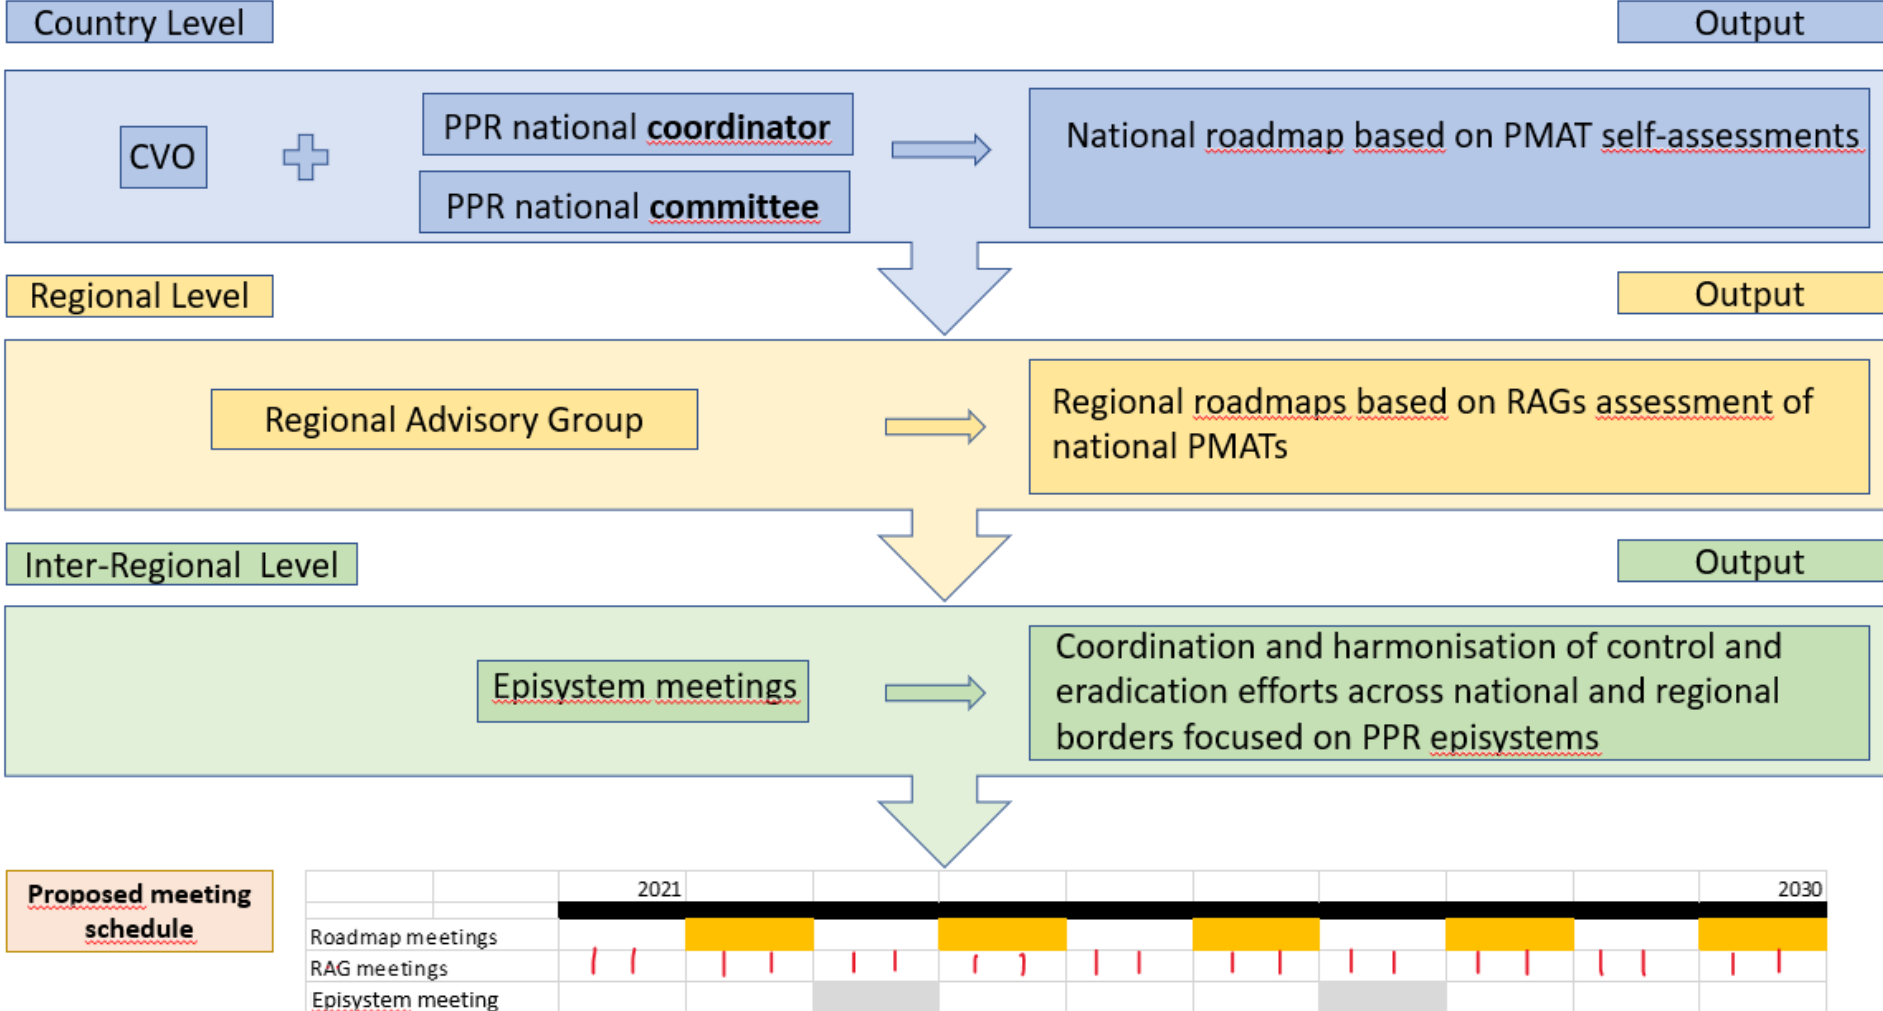 Country Level
Output
CVO
PPR national coordinator
PPR national committee
National roadmap based on PMAT self-assessments
Regional Level
Output
Regional Advisory Group
Regional roadmaps based on RAGs assessment of
national PMATs
Inter-Regional Level
Output
Episystem meetings
Coordination and harmonisation of control and
eradication efforts across national and regional
borders focused on PPR episystems
Proposed meeting
schedule
2021
2030
Roadmap meetings
RAG meetings
Episystem meeting